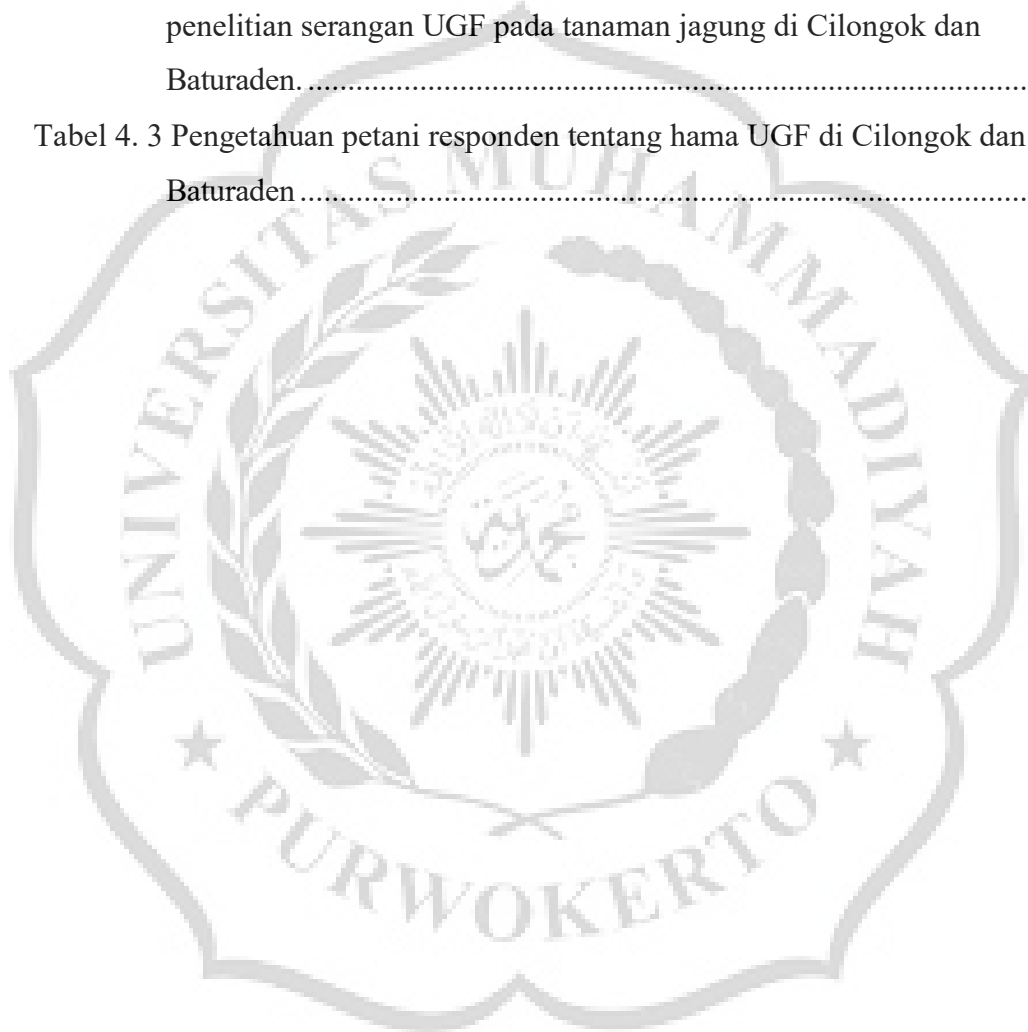 penelitian serangan UGF pada tanaman jagung di Cilongok dan
Baturaden. ..........................................................................................
Tabel 4. 3 Pengetahuan petani responden tentang hama UGF di Cilongok dan
Baturaden ...........................................................................................
UNIVERSITAS MUHAMMADIYAH
PURWOKERTO